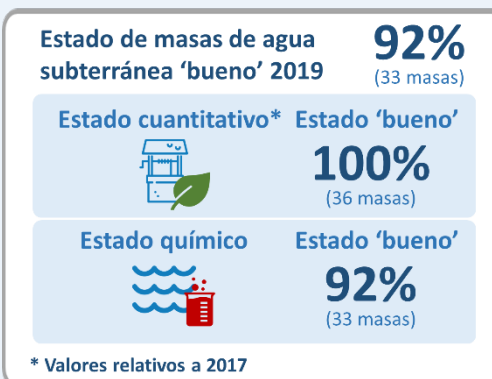 Estado de masas de agua
subterránea ‘bueno’ 2019
92%
(33 masas)
Estado cuantitativo* Estado ‘bueno’
100%
(36 masas)
Estado químico Estado ‘bueno’
92%
(33 masas)
* Valores relativos a 2017